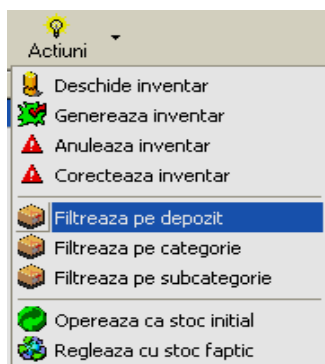 Actiuni
Deschide inventar
Genereaza inventar
Anuleaza inventar
Corecteaza inventar
Filtreaza pe depozit
Filtreaza pe categorie
Filtreaza pe subcategorie
Opereaza ca stoc initial
Regleaza cu stoc faptic